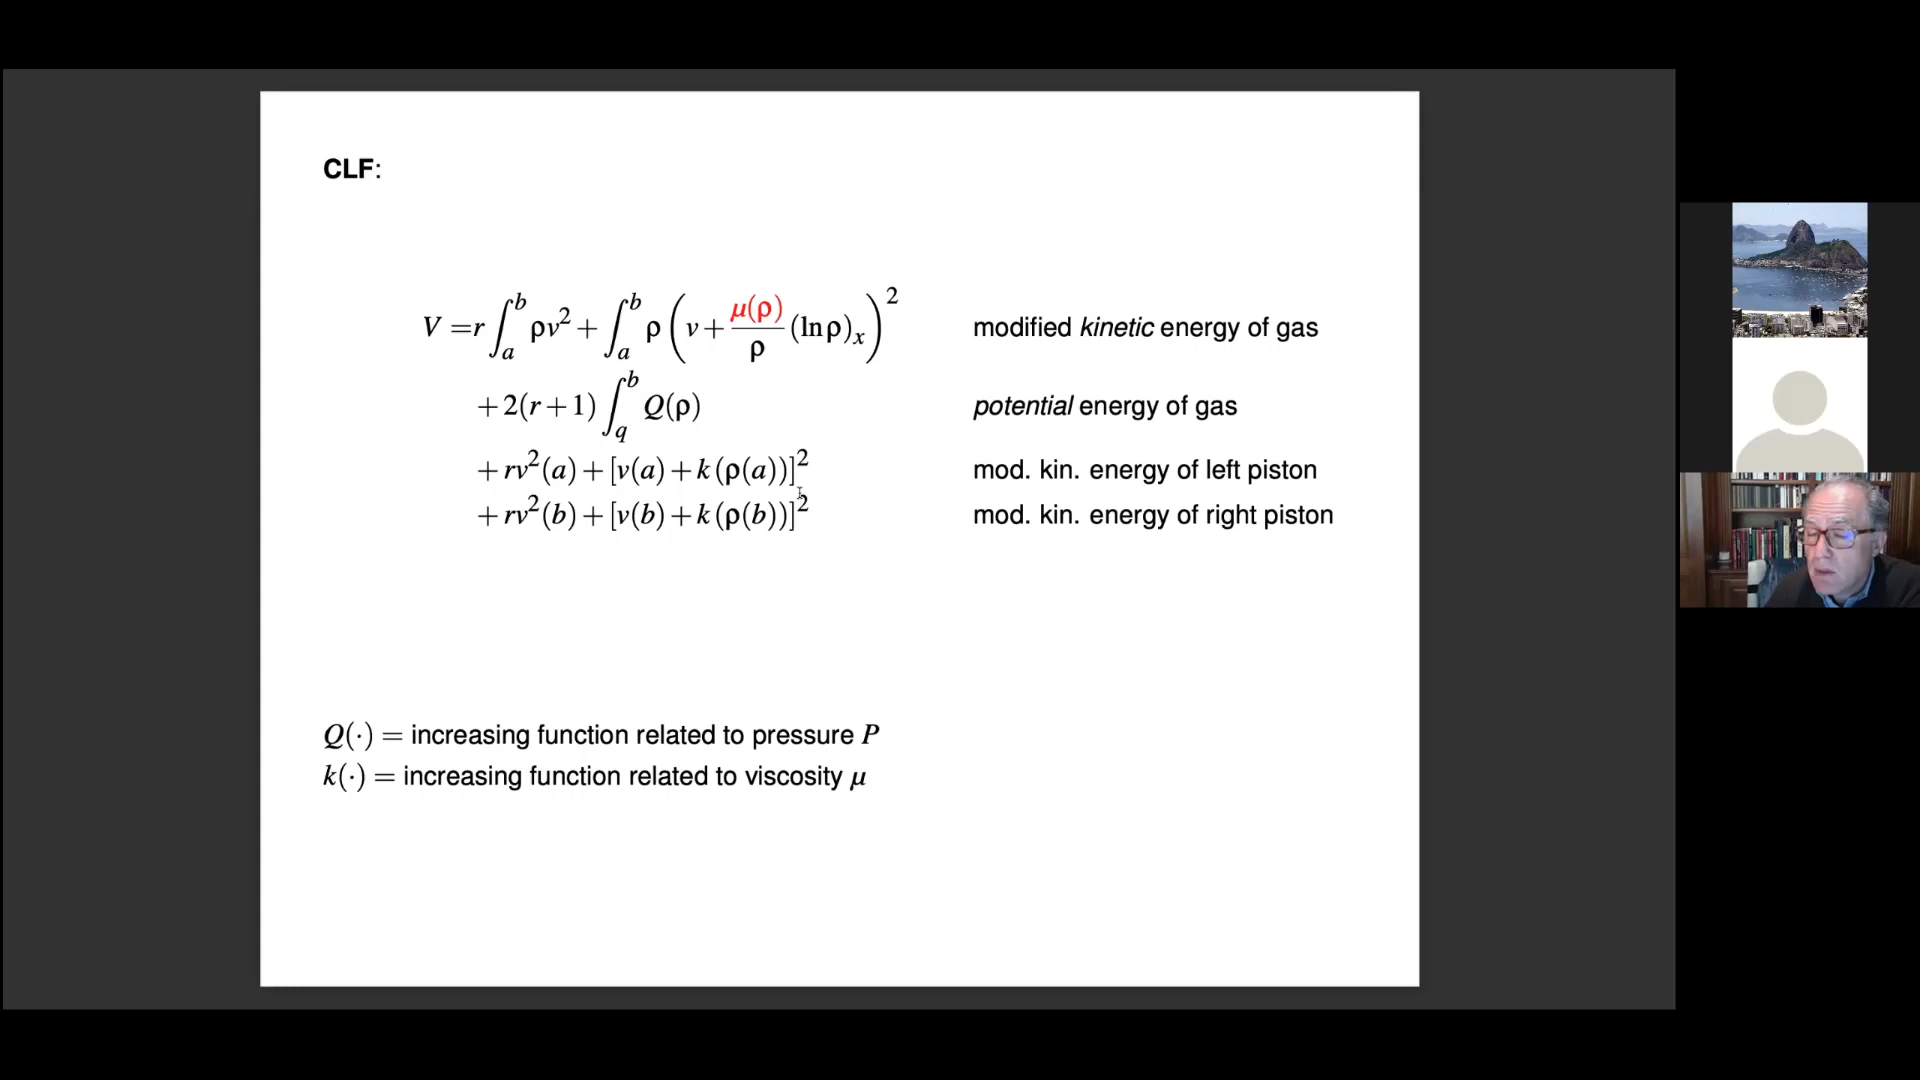 CLF:
V =r∫_a^b ρv² + ∫_a^b ρ (v + μ(ρ)/ρ (lnρ)_x)² modified kinetic energy of gas
+ 2(r+1) ∫_q^b Q(ρ) potential energy of gas
+ rv²(a) + [v(a) + k(ρ(a))]² mod. kin. energy of left piston
+ rv²(b) + [v(b) + k(ρ(b))]² mod. kin. energy of right piston
Q(·) = increasing function related to pressure P
k(·) = increasing function related to viscosity μ